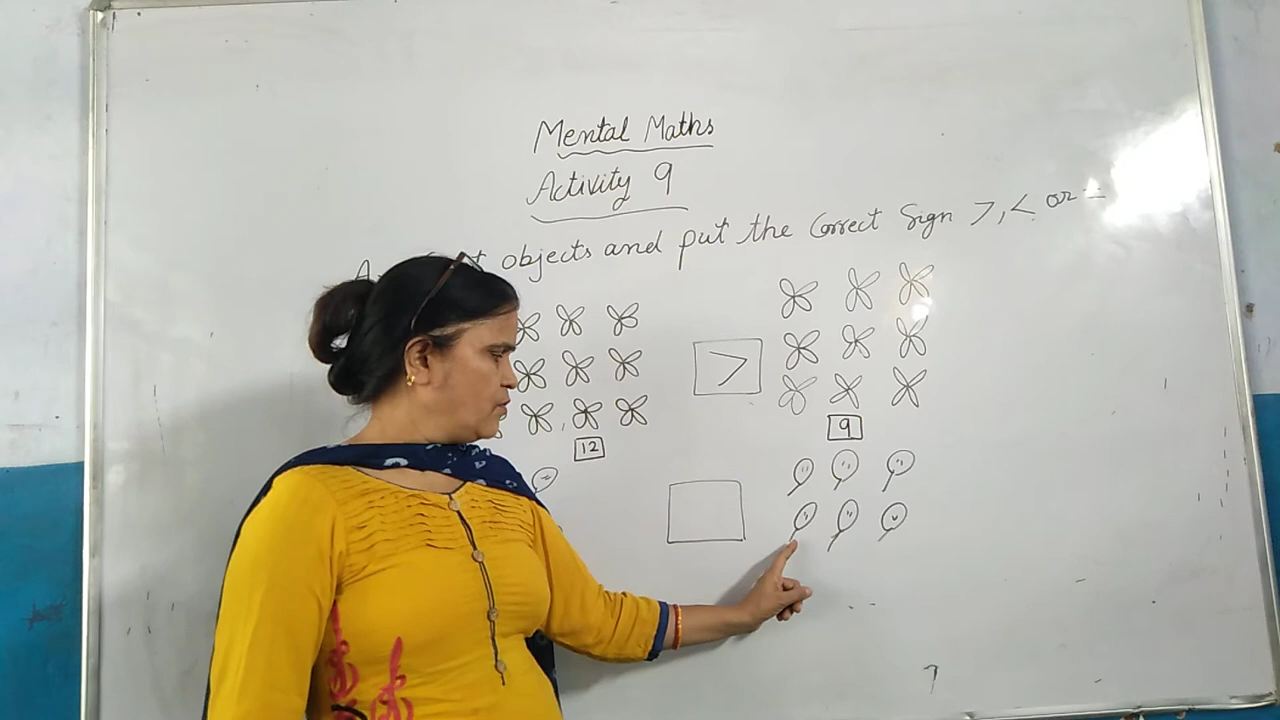 Mental Maths
Activity 9
objects and put the Correct Sign >, < or =
>
12
9